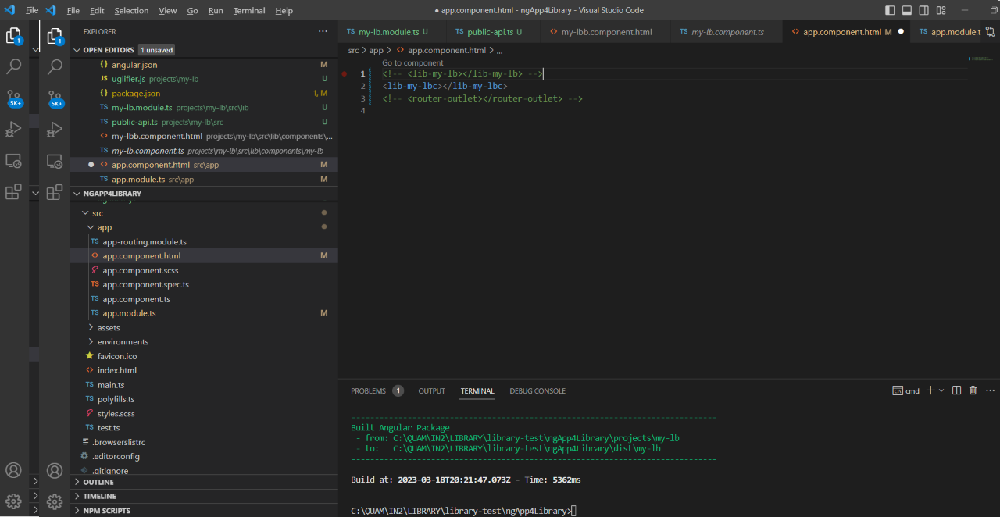 File
File Edit Selection View Go Run Terminal Help
● app.component.html - ngApp4Library - Visual Studio Code
1
1
5K+
5K+
EXPLORER
OPEN EDITORS 1 unsaved
{} angular.json M
JS uglifier.js projects\my-lb U
{} package.json 1, M
TS my-lb.module.ts projects\my-lb\src\lib U
TS public-api.ts projects\my-lb\src U
<> my-lbb.component.html projects\my-lb\src\lib\components\...
TS my-lb.component.ts projects\my-lb\src\lib\components\my-lb
<> app.component.html src\app M
TS app.module.ts src\app M
NGAPP4LIBRARY
src
app
TS app-routing.module.ts
<> app.component.html M
app.component.scss
TS app.component.spec.ts
TS app.component.ts
TS app.module.ts M
assets
environments
favicon.ico
<> index.html
TS main.ts
TS polyfills.ts
styles.scss
TS test.ts
.browserslistrc
.editorconfig
.gitignore
OUTLINE
TIMELINE
NPM SCRIPTS
TS my-lb.module.ts U
TS public-api.ts U
<> my-lbb.component.html
TS my-lb.component.ts
<> app.component.html M ●
TS app.module.t
src > app > <> app.component.html > ...
Go to component
1 <!-- <lib-my-lb></lib-my-lb> -->
2 <lib-my-lbc></lib-my-lbc>
3 <!-- <router-outlet></router-outlet> -->
4
PROBLEMS 1 OUTPUT TERMINAL DEBUG CONSOLE
cmd
------------------------------------------------------------------------------
Built Angular Package
- from: C:\QUAM\IN2\LIBRARY\library-test\ngApp4Library\projects\my-lb
- to: C:\QUAM\IN2\LIBRARY\library-test\ngApp4Library\dist\my-lb
------------------------------------------------------------------------------
Build at: 2023-03-18T20:21:47.073Z - Time: 5362ms
C:\QUAM\IN2\LIBRARY\library-test\ngApp4Library>